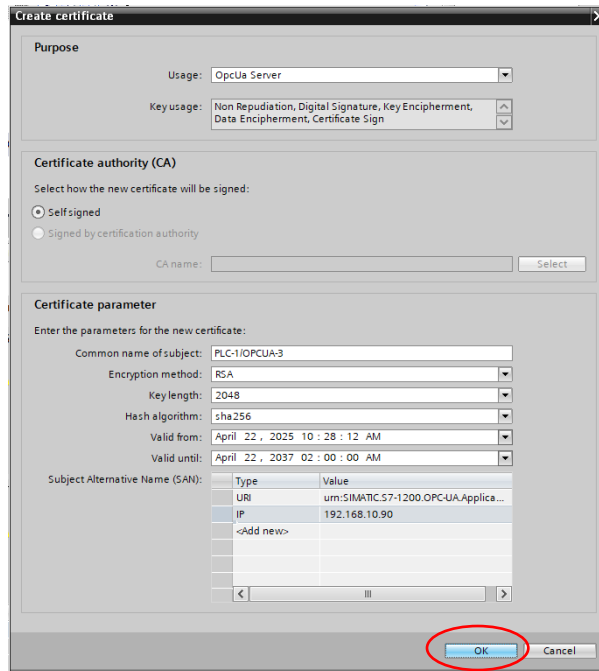 Create certificate
Purpose
Usage: OpcUa Server
Key usage: Non Repudiation, Digital Signature, Key Encipherment,
Data Encipherment, Certificate Sign
Certificate authority (CA)
Select how the new certificate will be signed:
Self signed
Signed by certification authority
CA name: Select
Certificate parameter
Enter the parameters for the new certificate:
Common name of subject: PLC-1/OPCUA-3
Encryption method: RSA
Key length: 2048
Hash algorithm: sha256
Valid from: April 22 , 2025 10 : 28 : 12 AM
Valid until: April 22 , 2037 02 : 00 : 00 AM
Subject Alternative Name (SAN): Type Value
URI urn:SIMATIC.S7-1200.OPC-UA.Applica...
IP 192.168.10.90
<Add new>
OK Cancel